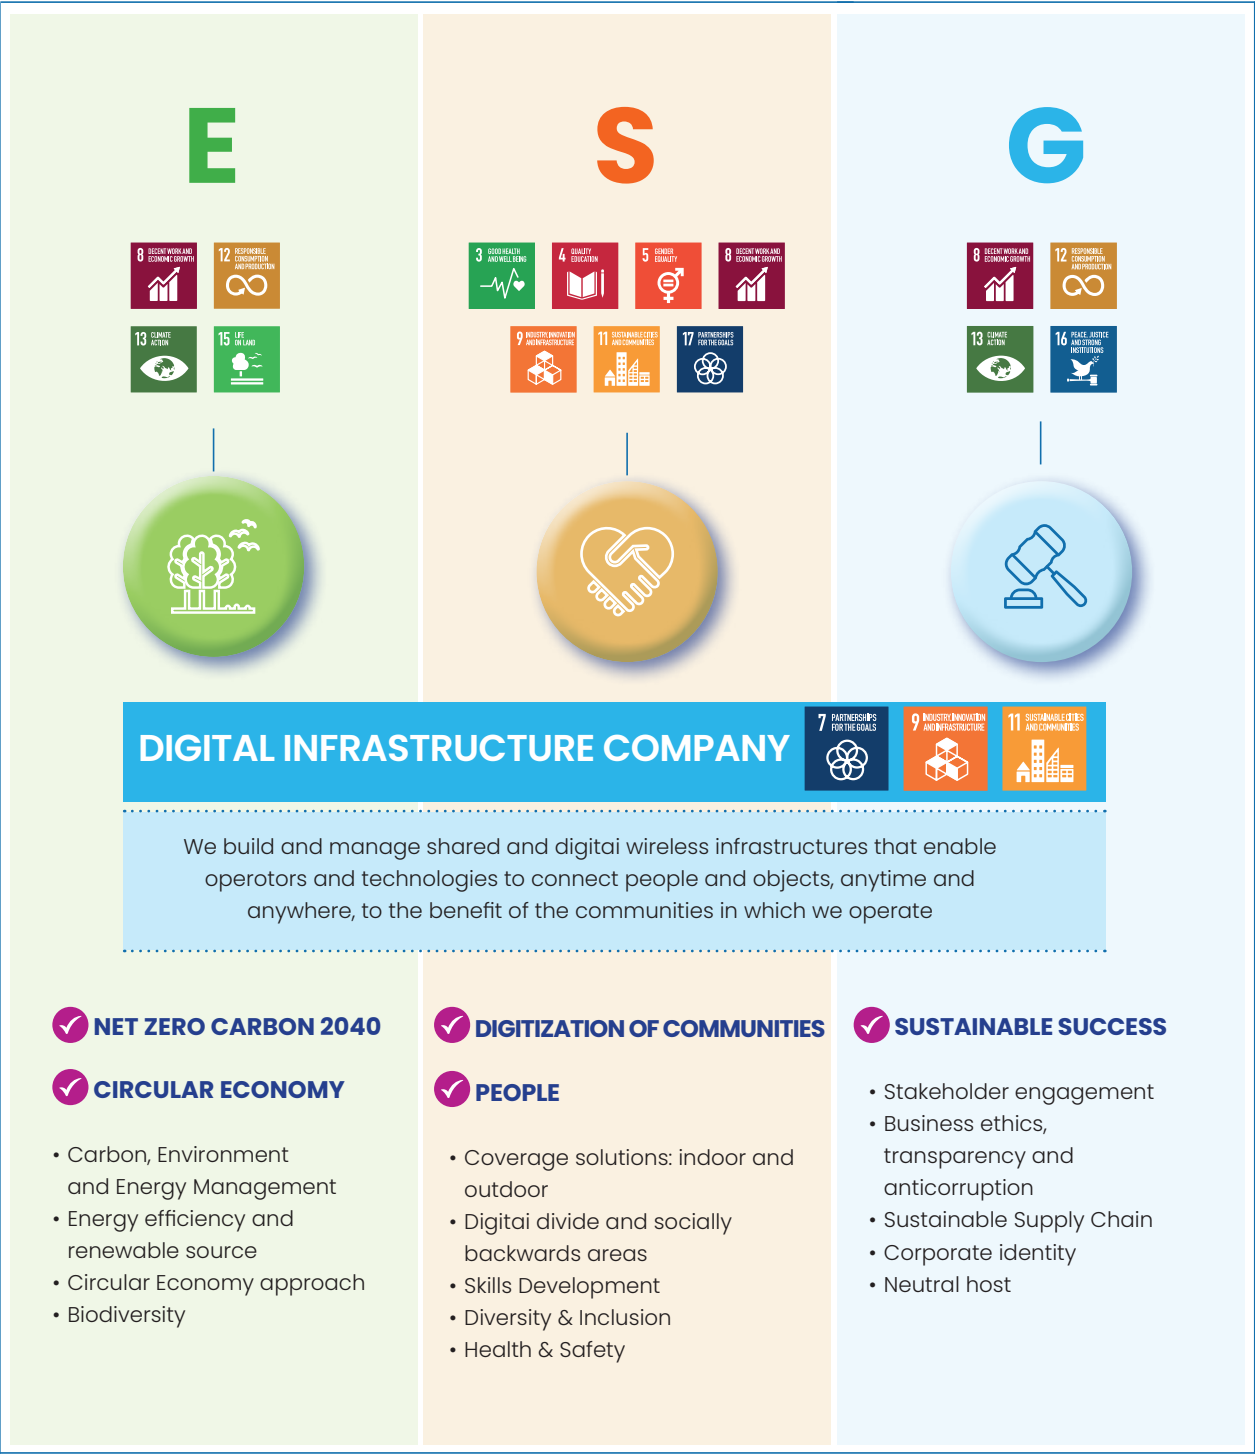 E
S
G
8 DECENT WORK AND
ECONOMIC GROWTH
12 RESPONSIBLE
CONSUMPTION
AND PRODUCTION
13 CLIMATE
ACTION
15 LIFE
ON LAND
3 GOOD HEALTH
AND WELL BEING
4 QUALITY
EDUCATION
5 GENDER
EQUALITY
8 DECENT WORK AND
ECONOMIC GROWTH
9 INDUSTRY, INNOVATION
AND INFRASTRUCTURE
11 SUSTAINABLE CITIES
AND COMMUNITIES
17 PARTNERSHIPS
FOR THE GOALS
8 DECENT WORK AND
ECONOMIC GROWTH
12 RESPONSIBLE
CONSUMPTION
AND PRODUCTION
13 CLIMATE
ACTION
16 PEACE, JUSTICE
AND STRONG
INSTITUTIONS
DIGITAL INFRASTRUCTURE COMPANY
7 PARTNERSHIPS
FOR THE GOALS
9 INDUSTRY, INNOVATION
AND INFRASTRUCTURE
11 SUSTAINABLE CITIES
AND COMMUNITIES
We build and manage shared and digitai wireless infrastructures that enable
operotors and technologies to connect people and objects, anytime and
anywhere, to the benefit of the communities in which we operate
NET ZERO CARBON 2040
CIRCULAR ECONOMY
• Carbon, Environment
and Energy Management
• Energy efficiency and
renewable source
• Circular Economy approach
• Biodiversity
DIGITIZATION OF COMMUNITIES
PEOPLE
• Coverage solutions: indoor and
outdoor
• Digitai divide and socially
backwards areas
• Skills Development
• Diversity & Inclusion
• Health & Safety
SUSTAINABLE SUCCESS
• Stakeholder engagement
• Business ethics,
transparency and
anticorruption
• Sustainable Supply Chain
• Corporate identity
• Neutral host